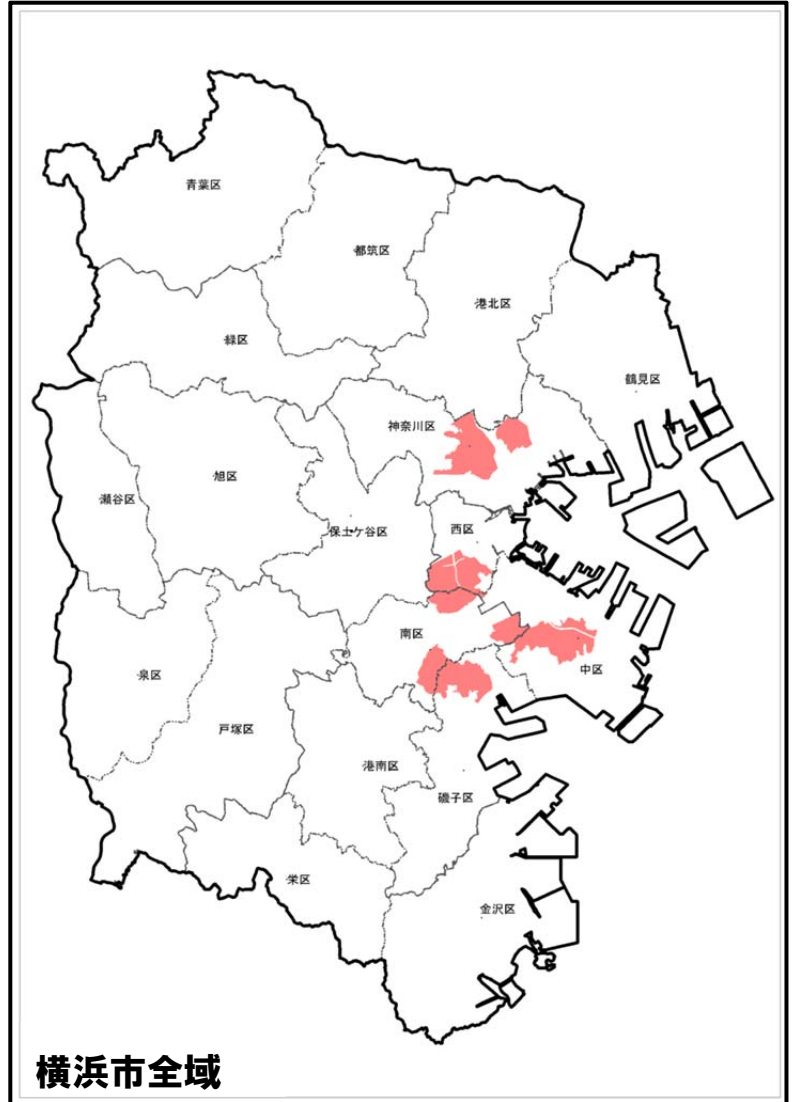 青葉区
都筑区
港北区
緑区
鶴見区
神奈川区
旭区
瀬谷区
西区
保土ケ谷区
南区
中区
泉区
戸塚区
港南区
磯子区
栄区
金沢区
横浜市全域